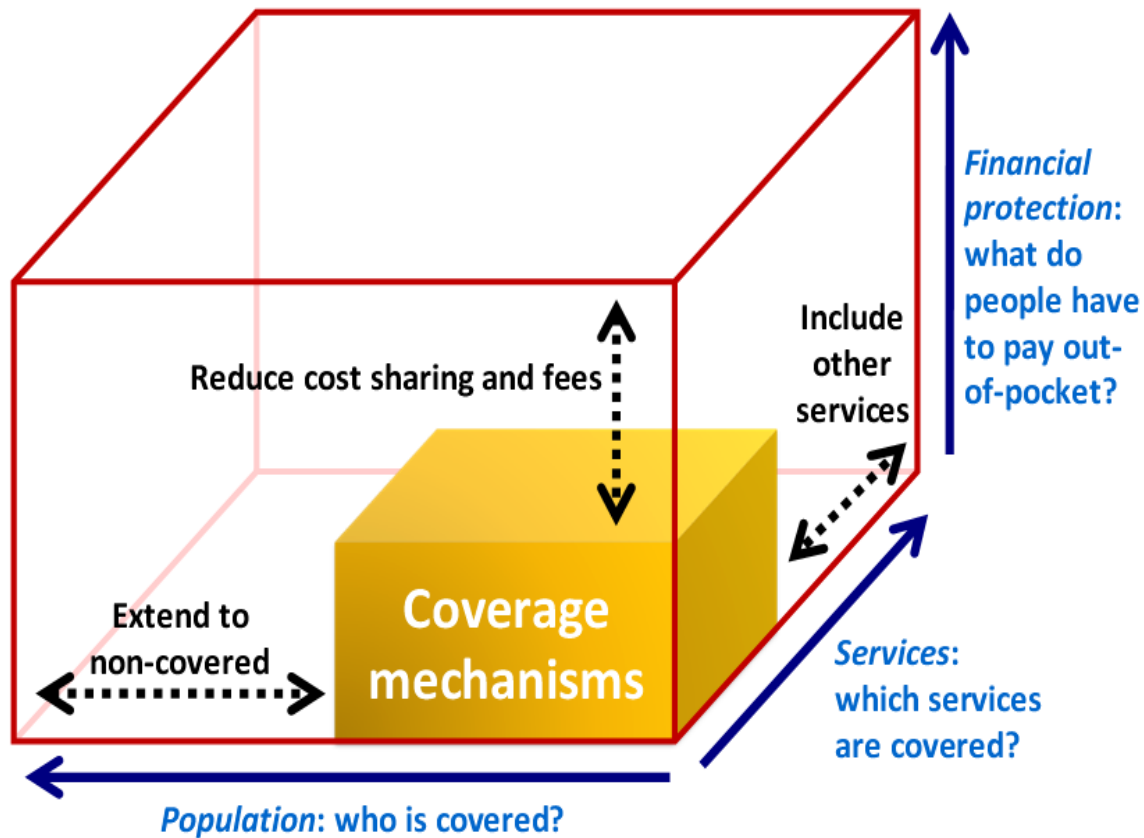 Financial
protection:
what do
people have
to pay out-
of-pocket?
Include
other
services
Reduce cost sharing and fees
Coverage
mechanisms
Extend to
non-covered
Services:
which services
are covered?
Population: who is covered?